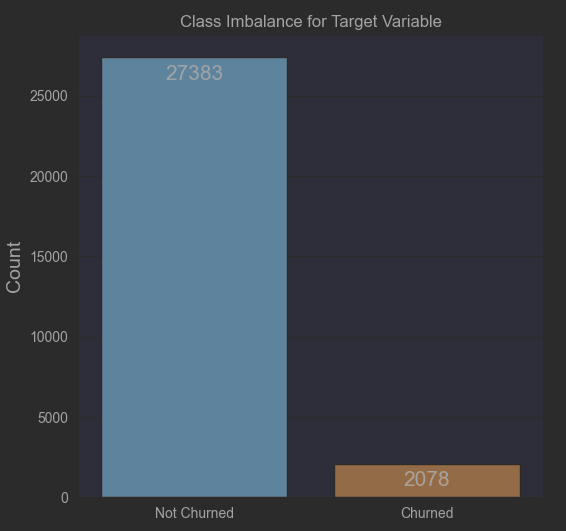 Class Imbalance for Target Variable
Count
25000
20000
15000
10000
5000
0
27383
2078
Not Churned
Churned